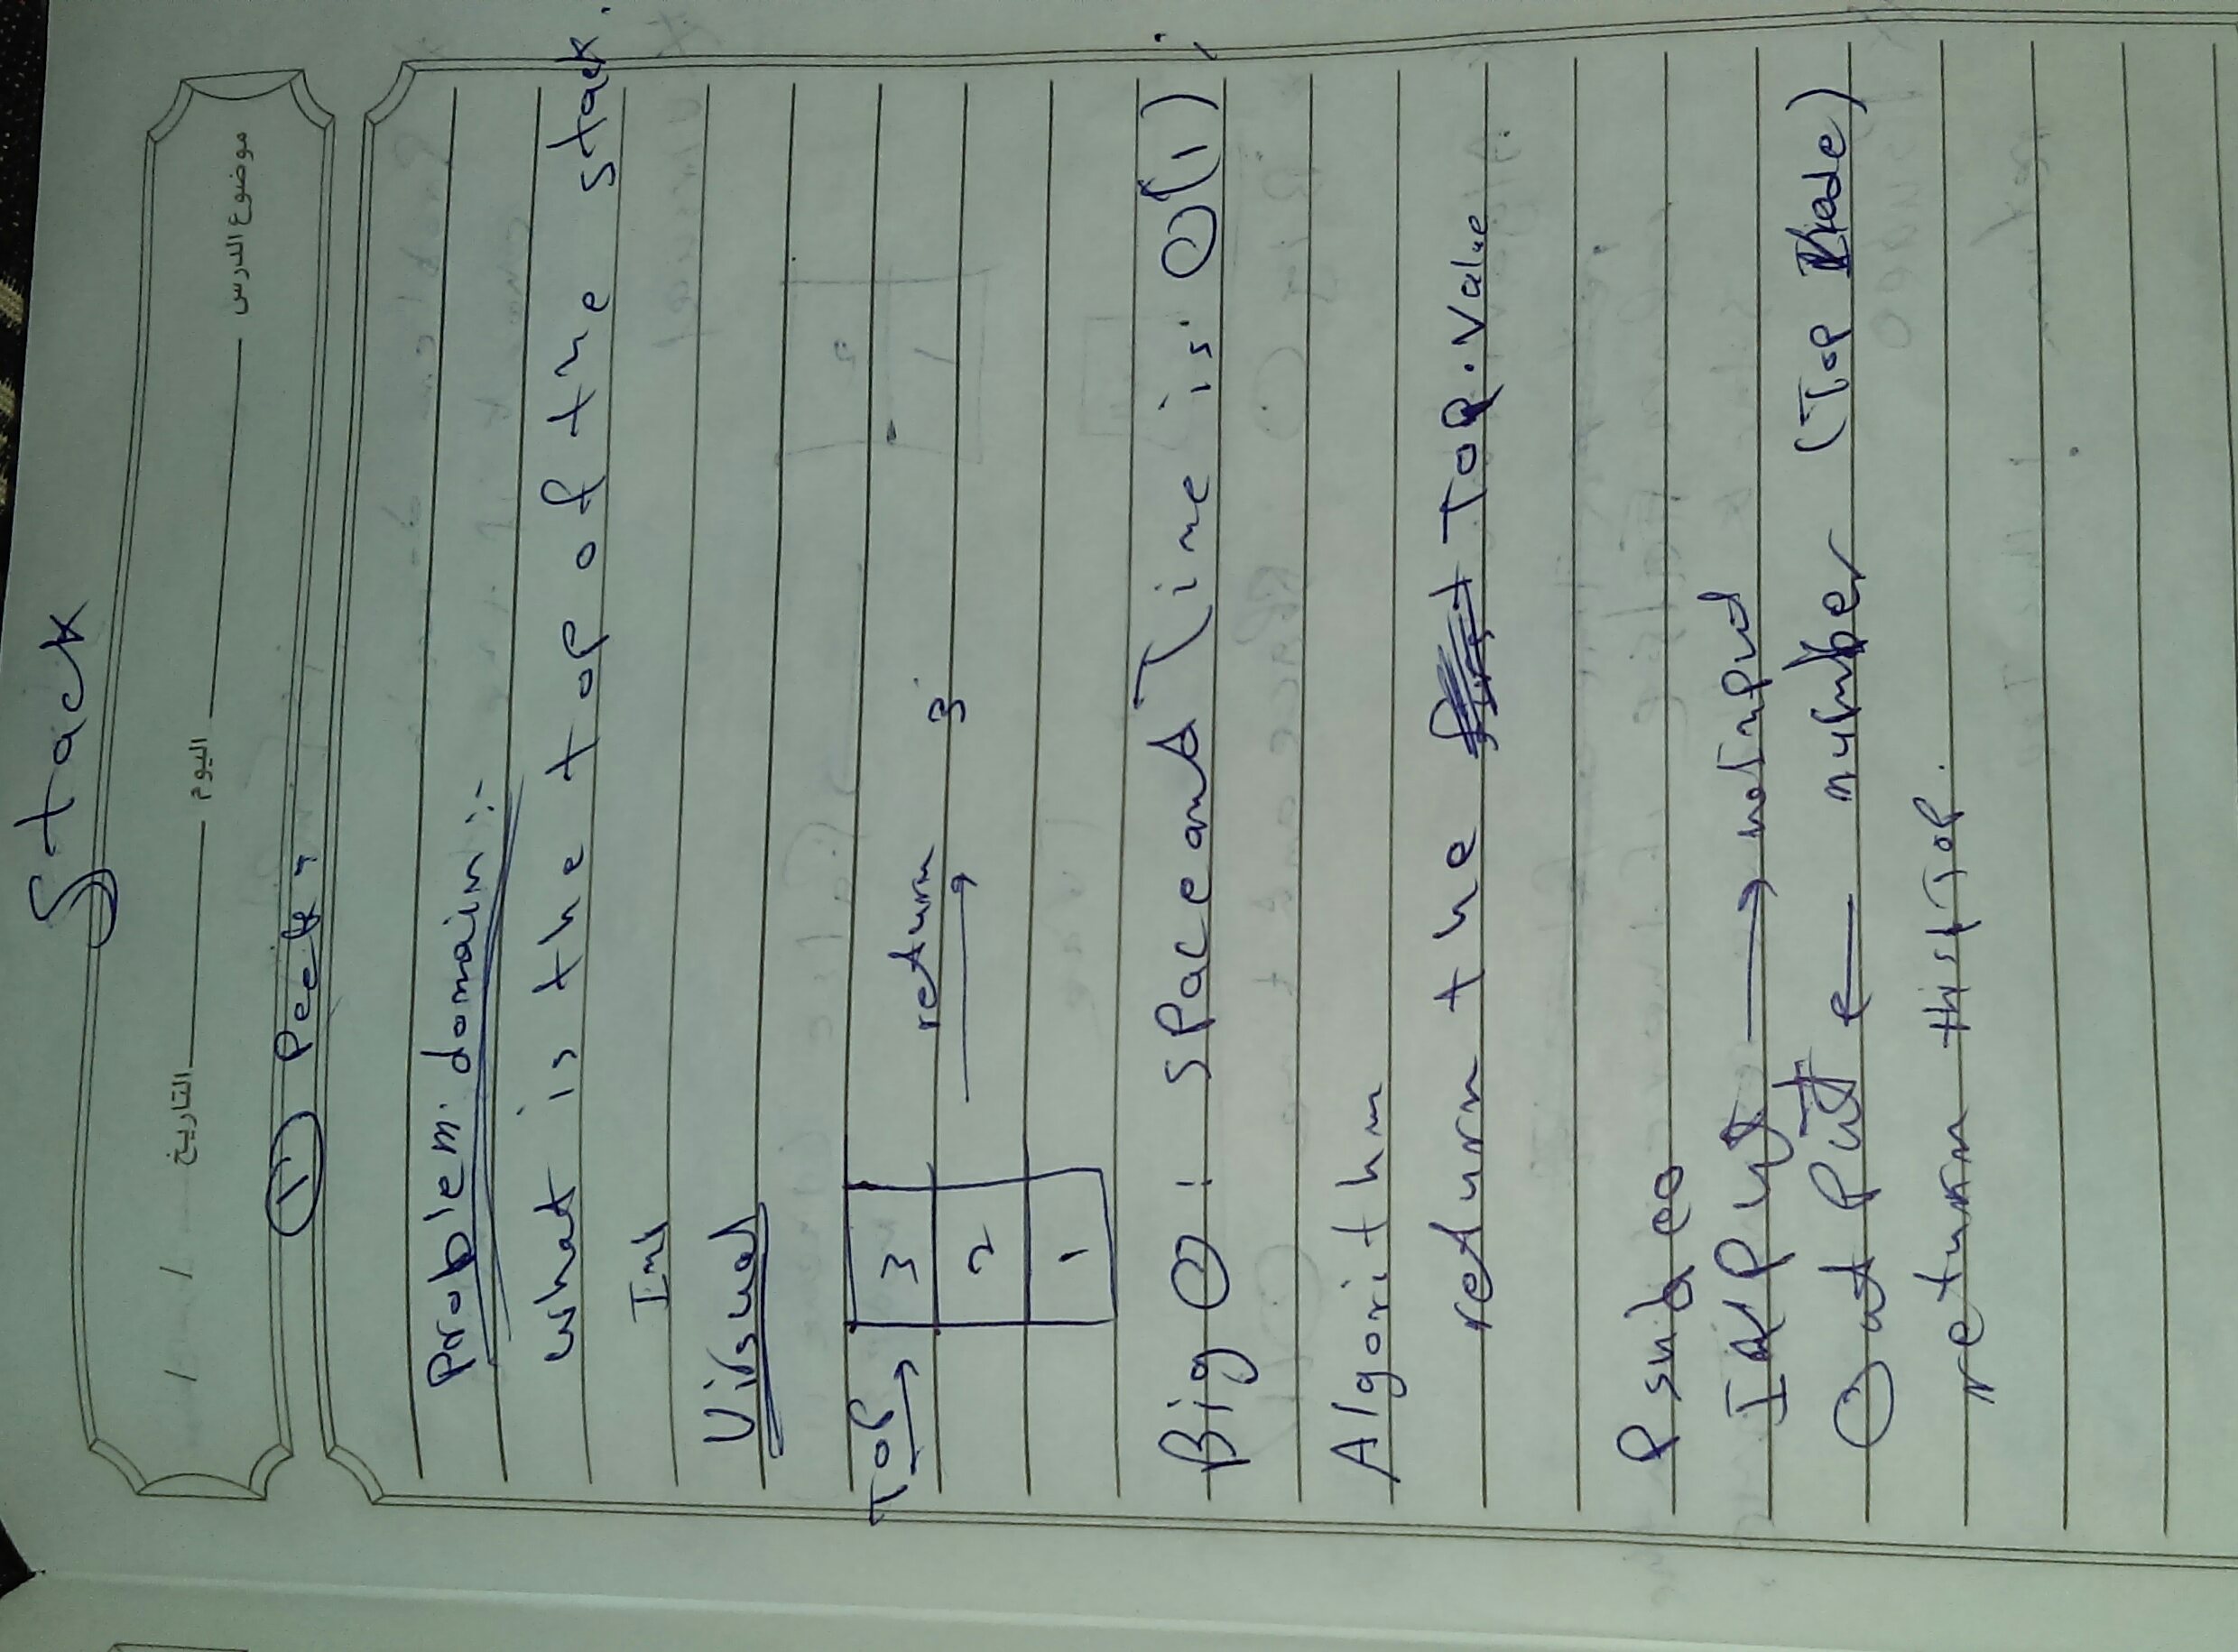 Stack
التاريخ / / اليوم موضوع الدرس
① Peek:
Problem domain:-
what is the top of the stack.
Visual
Top → 3 return 3
2
1
Big O: space and Time is O(1);
Algorithm
return the Top.value
Psudeo
InPut → no Input
OutPut ← number (Top Node)
return this.Top.